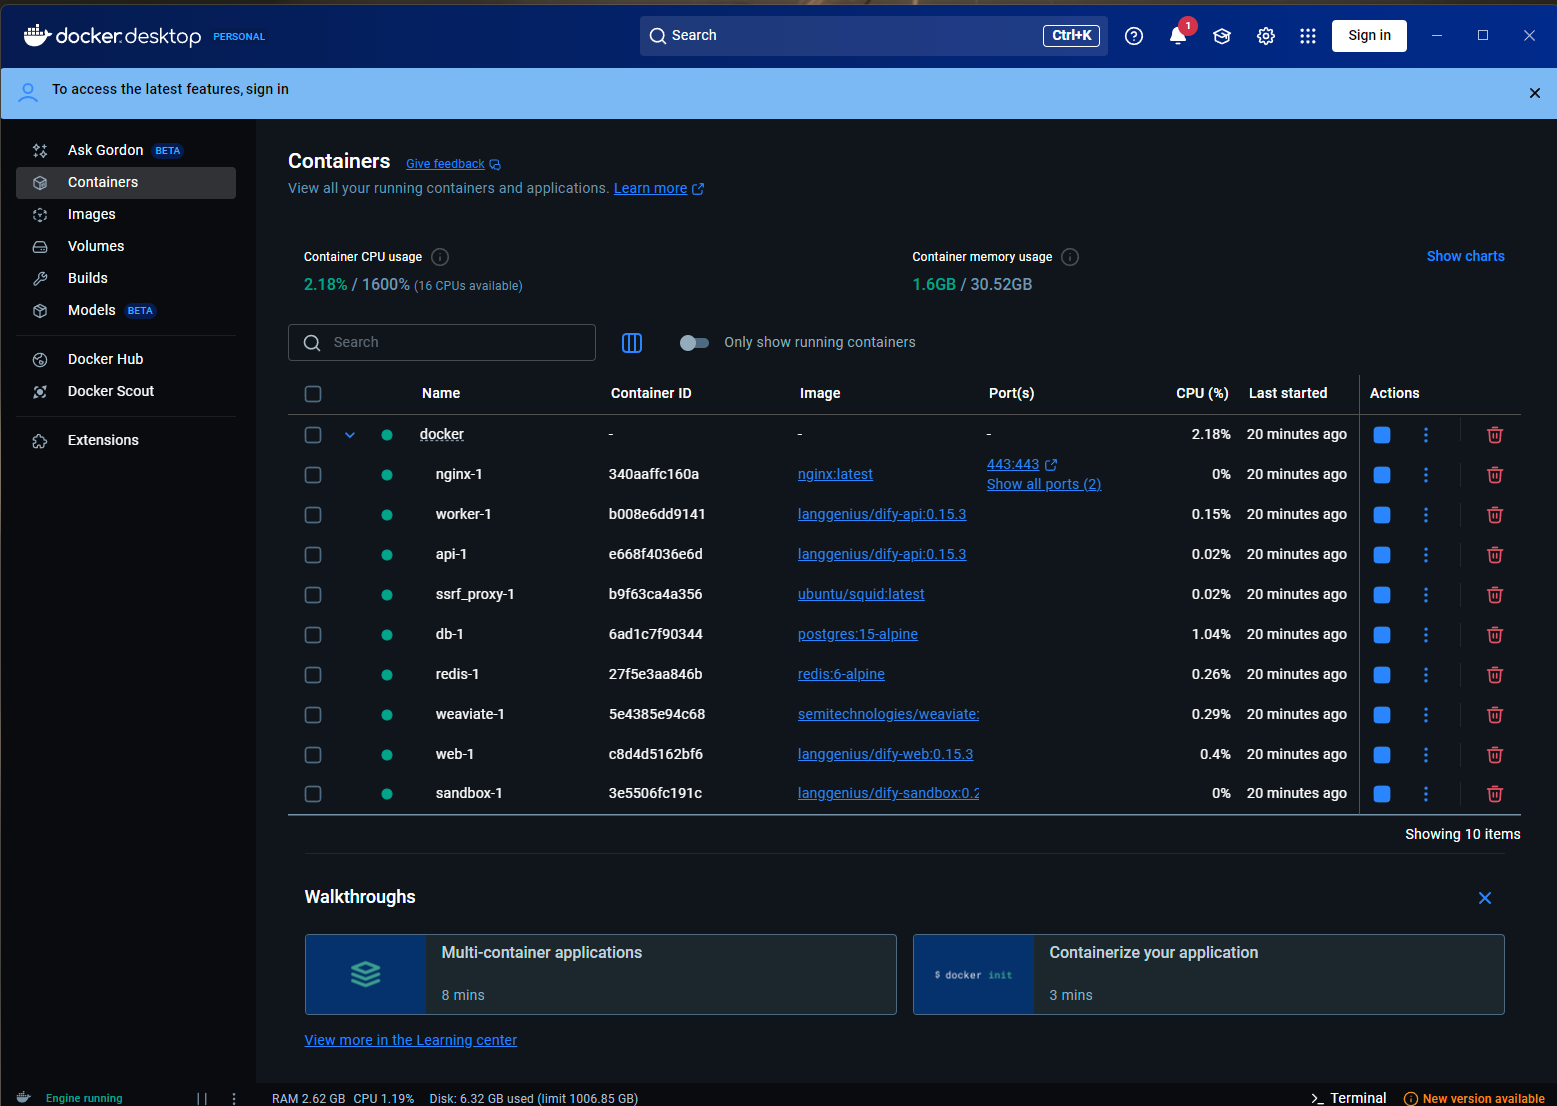 docker.desktop PERSONAL
Search Ctrl+K
1
Sign in
To access the latest features, sign in
Ask Gordon BETA
Containers
Images
Volumes
Builds
Models BETA
Docker Hub
Docker Scout
Extensions
Containers Give feedback
View all your running containers and applications. Learn more
Container CPU usage
2.18% / 1600% (16 CPUs available)
Container memory usage
1.6GB / 30.52GB
Show charts
Search
Only show running containers
Name Container ID Image Port(s) CPU (%) Last started Actions
docker - - - 2.18% 20 minutes ago
nginx-1 340aaffc160a nginx:latest 443:443 0% 20 minutes ago
Show all ports (2)
worker-1 b008e6dd9141 langgenius/dify-api:0.15.3 0.15% 20 minutes ago
api-1 e668f4036e6d langgenius/dify-api:0.15.3 0.02% 20 minutes ago
ssrf_proxy-1 b9f63ca4a356 ubuntu/squid:latest 0.02% 20 minutes ago
db-1 6ad1c7f90344 postgres:15-alpine 1.04% 20 minutes ago
redis-1 27f5e3aa846b redis:6-alpine 0.26% 20 minutes ago
weaviate-1 5e4385e94c68 semitechnologies/weaviate: 0.29% 20 minutes ago
web-1 c8d4d5162bf6 langgenius/dify-web:0.15.3 0.4% 20 minutes ago
sandbox-1 3e5506fc191c langgenius/dify-sandbox:0.2 0% 20 minutes ago
Showing 10 items
Walkthroughs
Multi-container applications
8 mins
$ docker init
Containerize your application
3 mins
View more in the Learning center
Engine running
RAM 2.62 GB CPU 1.19% Disk: 6.32 GB used (limit 1006.85 GB)
>_ Terminal
New version available